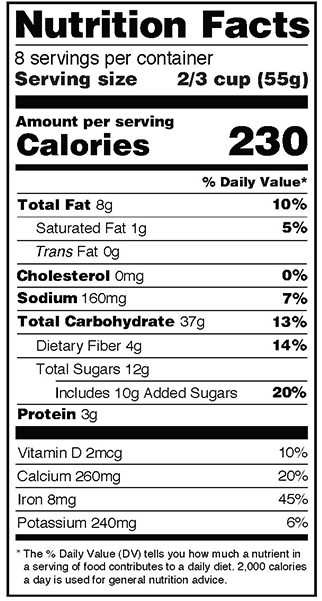 Nutrition Facts
8 servings per container
Serving size 2/3 cup (55g)
Amount per serving
Calories 230
% Daily Value*
Total Fat 8g 10%
Saturated Fat 1g 5%
Trans Fat 0g
Cholesterol 0mg 0%
Sodium 160mg 7%
Total Carbohydrate 37g 13%
Dietary Fiber 4g 14%
Total Sugars 12g
Includes 10g Added Sugars 20%
Protein 3g
Vitamin D 2mcg 10%
Calcium 260mg 20%
Iron 8mg 45%
Potassium 240mg 6%
* The % Daily Value (DV) tells you how much a nutrient in
a serving of food contributes to a daily diet. 2,000 calories
a day is used for general nutrition advice.